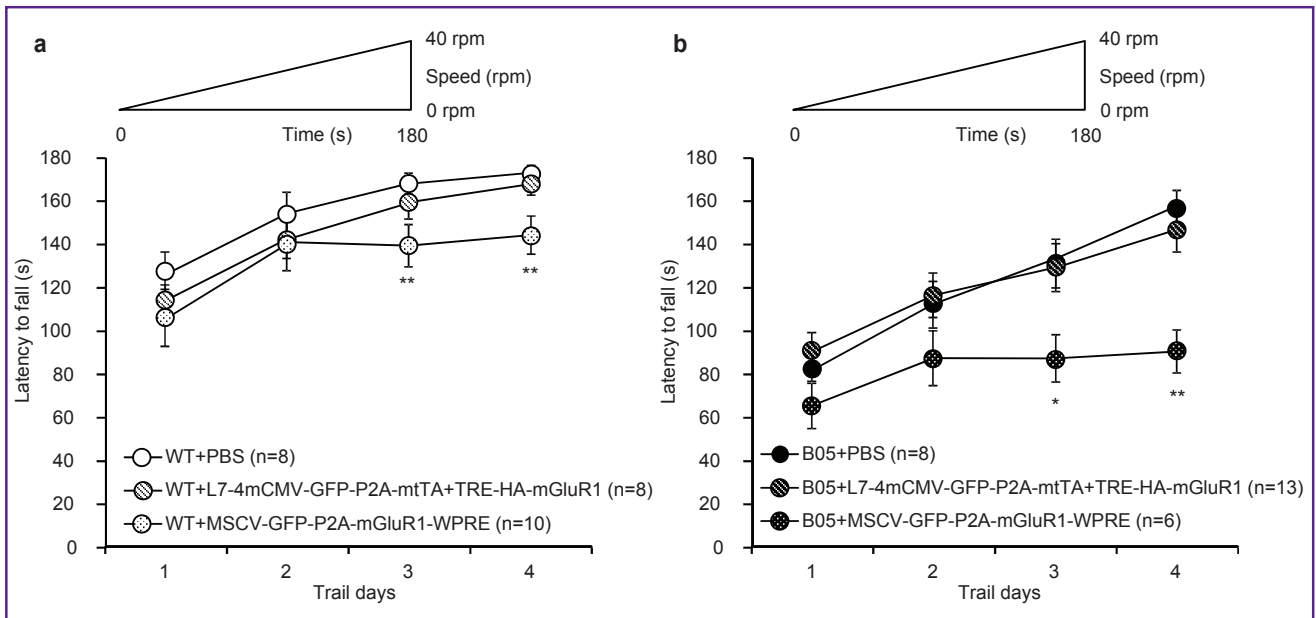 a
40 rpm
Speed (rpm)
0 rpm
0
Time (s)
180
Latency to fall (s)
180
160
140
120
100
80
60
40
20
0
**
**
WT+PBS (n=8)
WT+L7-4mCMV-GFP-P2A-mtTA+TRE-HA-mGluR1 (n=8)
WT+MSCV-GFP-P2A-mGluR1-WPRE (n=10)
1 2 3 4
Trail days
b
40 rpm
Speed (rpm)
0 rpm
0
Time (s)
180
Latency to fall (s)
180
160
140
120
100
80
60
40
20
0
*
**
B05+PBS (n=8)
B05+L7-4mCMV-GFP-P2A-mtTA+TRE-HA-mGluR1 (n=13)
B05+MSCV-GFP-P2A-mGluR1-WPRE (n=6)
1 2 3 4
Trail days